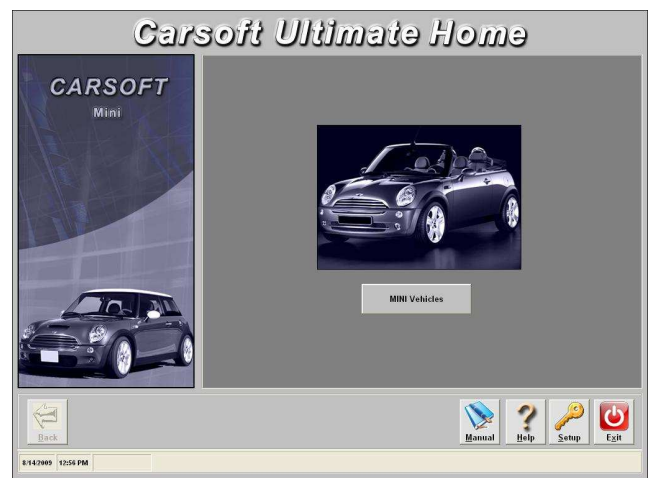 Carsoft Ultimate Home
CARSOFT
Mini
MINI Vehicles
Back
Manual
Help
Setup
Exit
8/14/2009 12:56 PM